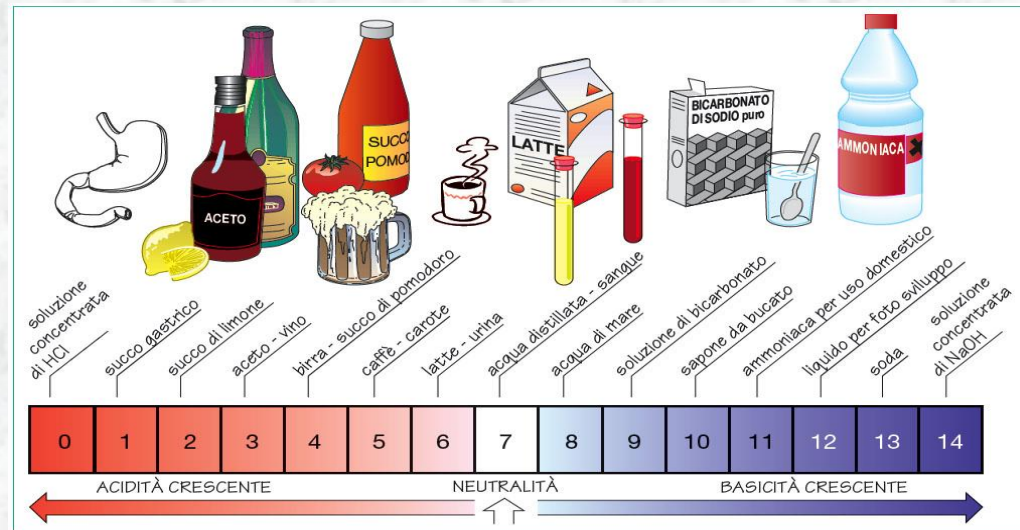 ACETO
SUCCO
POMOD
LATTE
BICARBONATO
DI SODIO puro
AMMONIACA
soluzione
concentrata
di HCl
succo gastrico
succo di limone
aceto - vino
birra - succo di pomodoro
caffè - carote
latte - urina
acqua distillata - sangue
acqua di mare
soluzione di bicarbonato
sapone da bucato
ammoniaca per uso domestico
liquido per foto sviluppo
soda
soluzione
concentrata
di NaOH
0 1 2 3 4 5 6 7 8 9 10 11 12 13 14
ACIDITÀ CRESCENTE NEUTRALITÀ BASICITÀ CRESCENTE